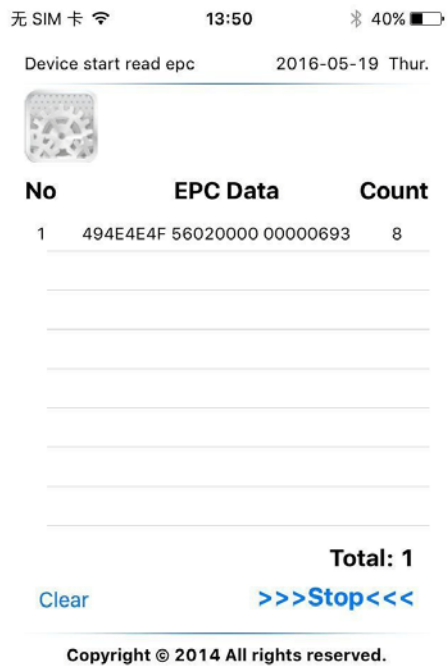 无 SIM 卡 13:50 40%
Device start read epc 2016-05-19 Thur.
No EPC Data Count
1 494E4E4F 56020000 00000693 8
Total: 1
Clear >>>Stop<<<
Copyright © 2014 All rights reserved.